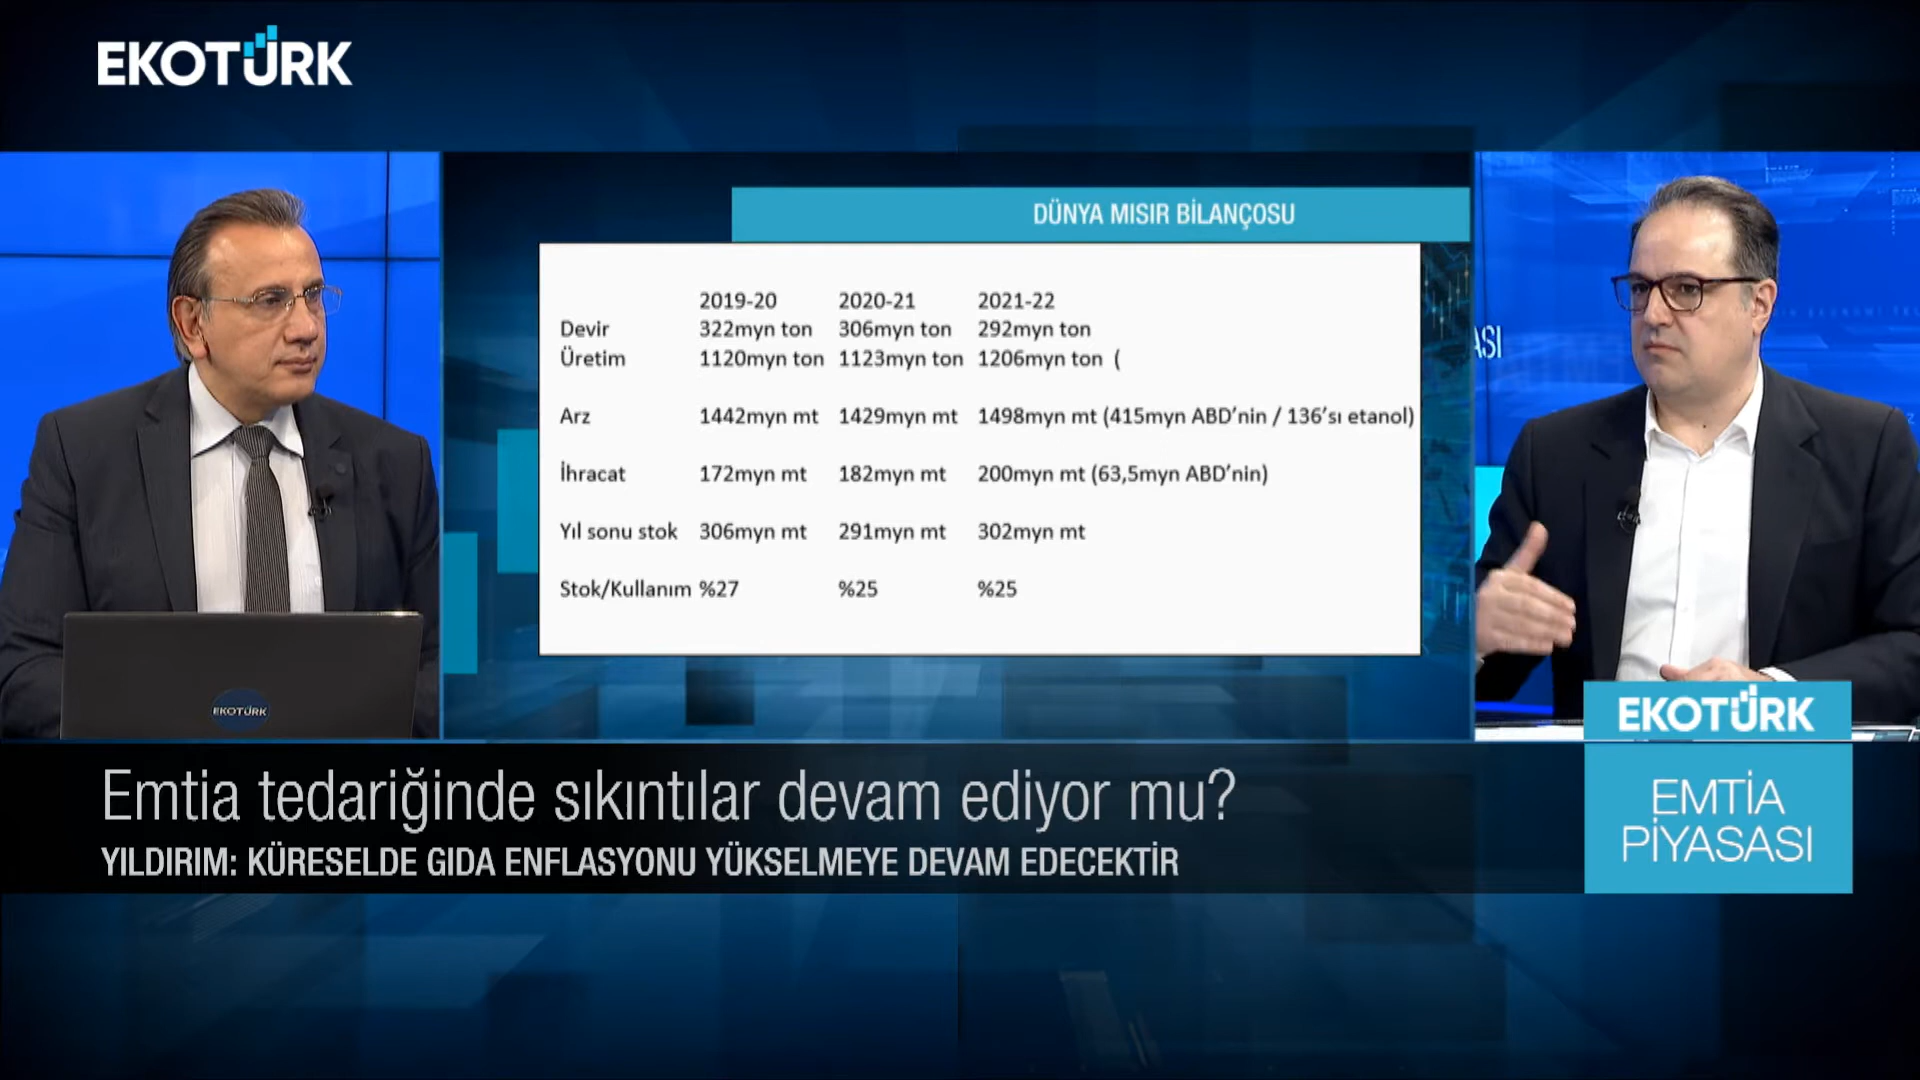 EKOTÜRK
DÜNYA MISIR BİLANÇOSU
2019-20 2020-21 2021-22
Devir 322myn ton 306myn ton 292myn ton
Üretim 1120myn ton 1123myn ton 1206myn ton (
Arz 1442myn mt 1429myn mt 1498myn mt (415myn ABD'nin / 136'sı etanol)
İhracat 172myn mt 182myn mt 200myn mt (63,5myn ABD'nin)
Yıl sonu stok 306myn mt 291myn mt 302myn mt
Stok/Kullanım %27 %25 %25
ASI
EKOTÜRK
EKOTÜRK
EMTİA
PİYASASI
Emtia tedariğinde sıkıntılar devam ediyor mu?
YILDIRIM: KÜRESELDE GIDA ENFLASYONU YÜKSELMEYE DEVAM EDECEKTİR